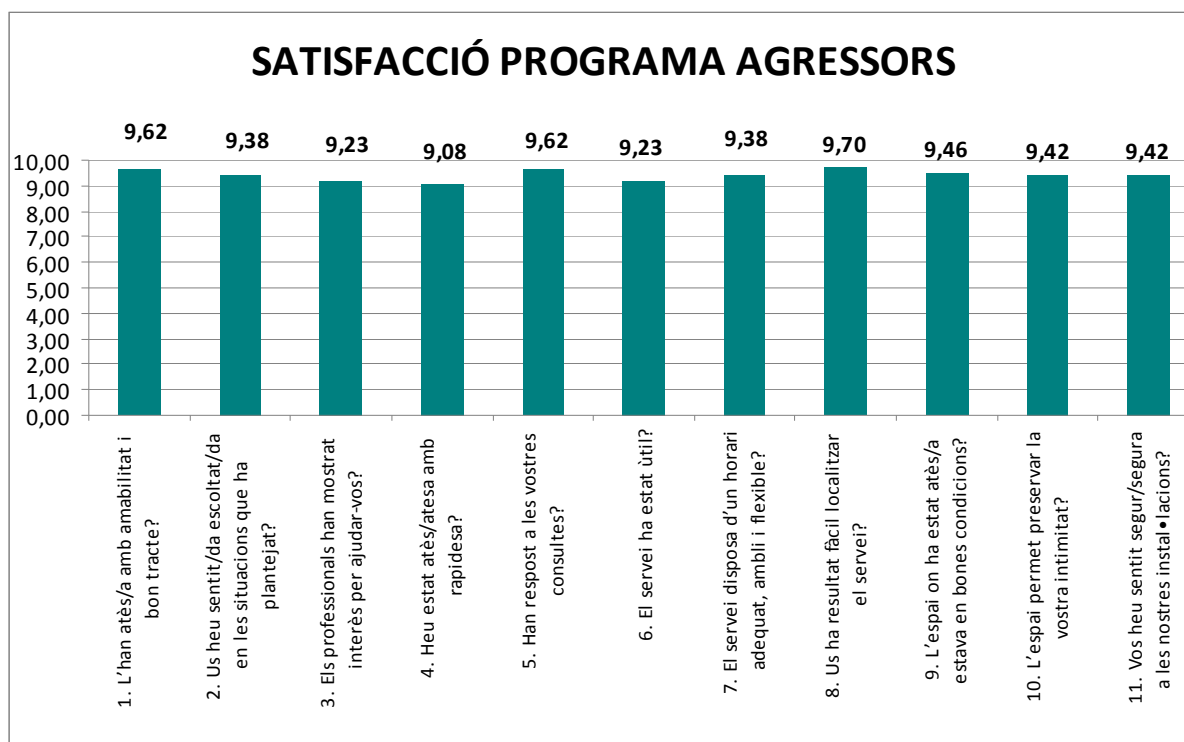 SATISFACCIÓ PROGRAMA AGRESSORS
9,62 9,38 9,23 9,08 9,62 9,23 9,38 9,70 9,46 9,42 9,42
10,00
9,00
8,00
7,00
6,00
5,00
4,00
3,00
2,00
1,00
0,00
1. L'han atès/a amb amabilitat i
bon tracte?
2. Us heu sentit/da escoltat/da
en les situacions que ha
plantejat?
3. Els professionals han mostrat
interès per ajudar-vos?
4. Heu estat atès/atesa amb
rapidesa?
5. Han respost a les vostres
consultes?
6. El servei ha estat ùtil?
7. El servei disposa d'un horari
adequat, ambli i flexible?
8. Us ha resultat fàcil localitzar
el servei?
9. L'espai on ha estat atès/a
estava en bones condicions?
10. L'espai permet preservar la
vostra intimitat?
11. Vos heu sentit segur/segura
a les nostres instal•lacions?